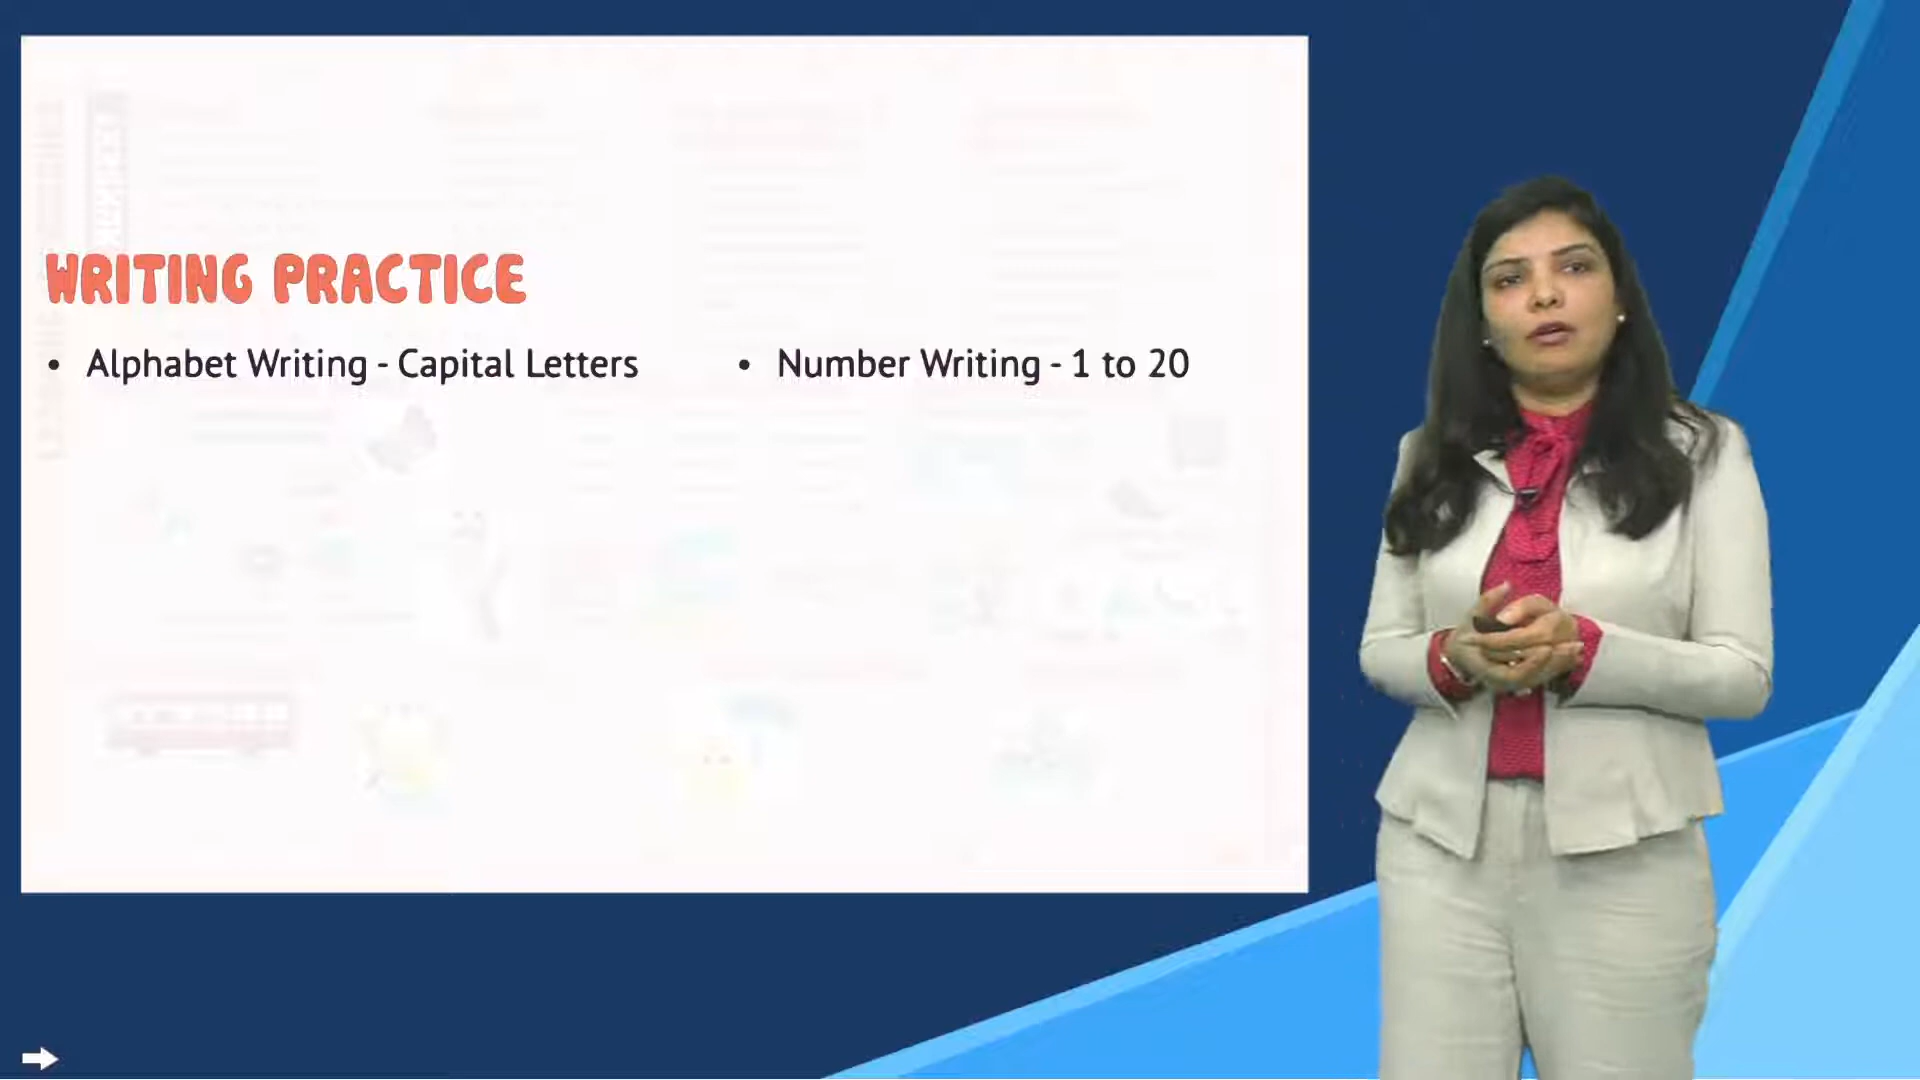 WRITING PRACTICE
• Alphabet Writing - Capital Letters
• Number Writing - 1 to 20